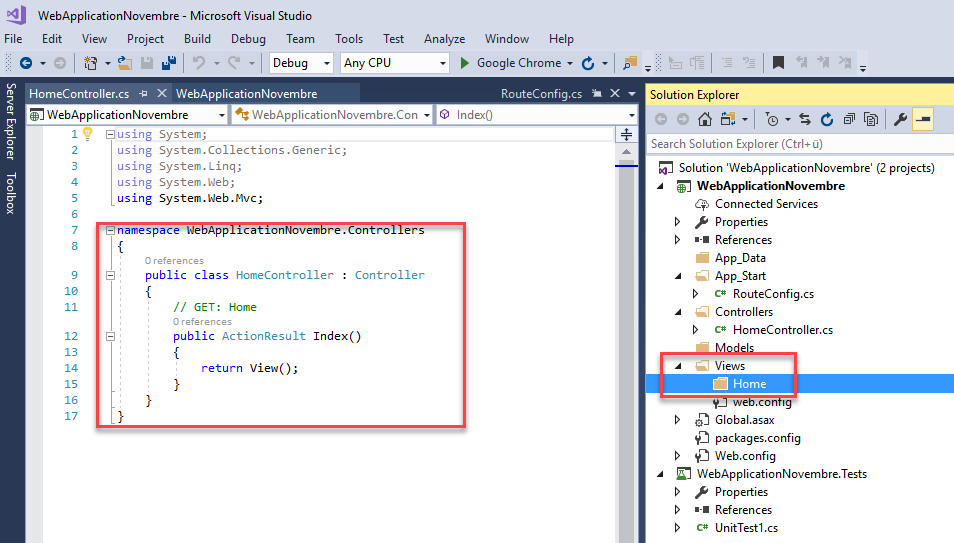 WebApplicationNovembre - Microsoft Visual Studio
File Edit View Project Build Debug Team Tools Test Analyze Window Help
Debug Any CPU Google Chrome
Server Explorer
Toolbox
HomeController.cs WebApplicationNovembre RouteConfig.cs
WebApplicationNovembre WebApplicationNovembre.Con Index()
1 using System;
2 using System.Collections.Generic;
3 using System.Linq;
4 using System.Web;
5 using System.Web.Mvc;
6
7 namespace WebApplicationNovembre.Controllers
8 {
0 references
9 public class HomeController : Controller
10 {
11 // GET: Home
0 references
12 public ActionResult Index()
13 {
14 return View();
15 }
16 }
17 }
Solution Explorer
Search Solution Explorer (Ctrl+ü)
Solution 'WebApplicationNovembre' (2 projects)
WebApplicationNovembre
Connected Services
Properties
References
App_Data
App_Start
C# RouteConfig.cs
Controllers
C# HomeController.cs
Models
Views
Home
web.config
Global.asax
packages.config
Web.config
WebApplicationNovembre.Tests
Properties
References
C# UnitTest1.cs